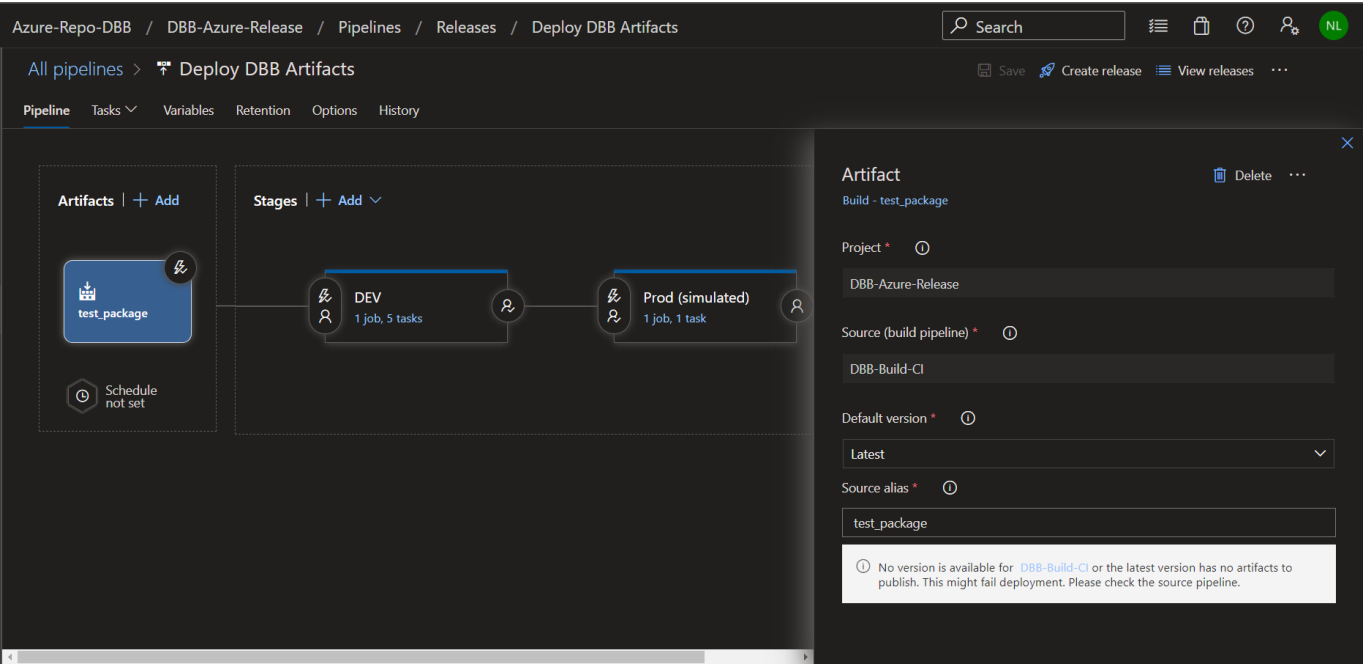 Azure-Repo-DBB / DBB-Azure-Release / Pipelines / Releases / Deploy DBB Artifacts
Search
NL
All pipelines > Deploy DBB Artifacts
Save
Create release
View releases
Pipeline Tasks Variables Retention Options History
Artifacts | + Add
Stages | + Add
test_package
Schedule
not set
DEV
1 job, 5 tasks
Prod (simulated)
1 job, 1 task
Artifact
Delete
Build - test_package
Project *
DBB-Azure-Release
Source (build pipeline) *
DBB-Build-CI
Default version *
Latest
Source alias *
test_package
No version is available for DBB-Build-CI or the latest version has no artifacts to
publish. This might fail deployment. Please check the source pipeline.